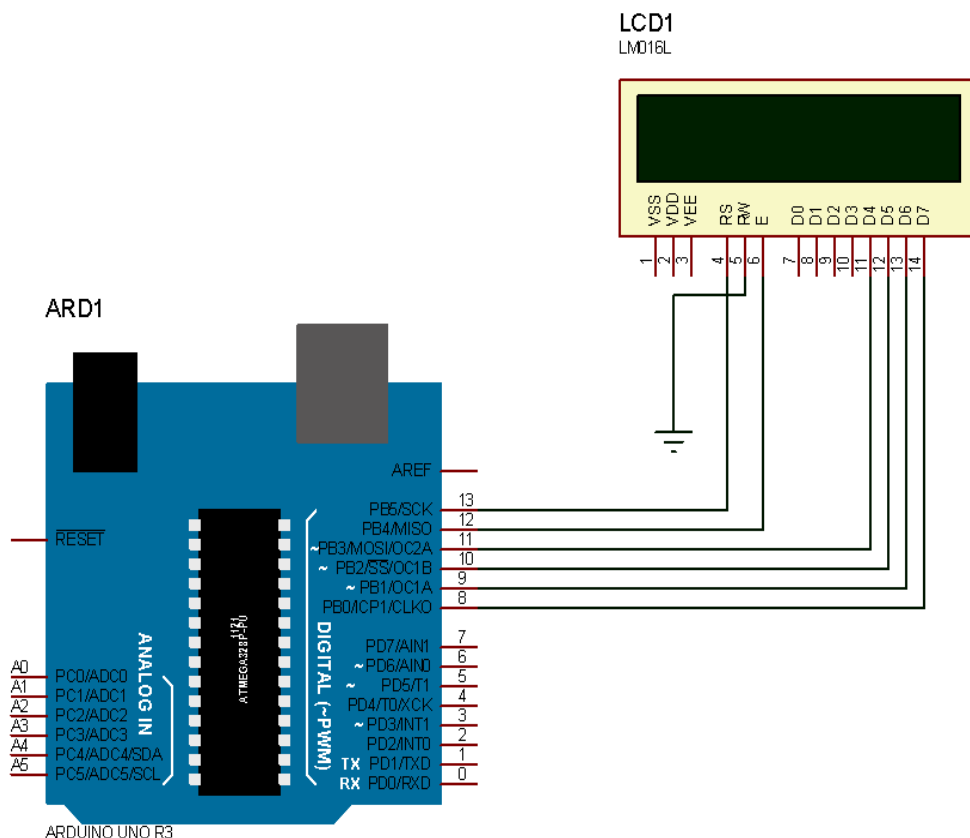 LCD1
LM016L
VSS
VDD
VEE
RS
RW
E
D0
D1
D2
D3
D4
D5
D6
D7
1
2
3
4
5
6
7
8
9
10
11
12
13
14
ARD1
AREF
RESET
PB5/SCK 13
PB4/MISO 12
~PB3/MOSI/OC2A 11
~ PB2/SS/OC1B 10
~ PB1/OC1A 9
PB0/ICP1/CLKO 8
PD7/AIN1 7
~PD6/AIN0 6
~ PD5/T1 5
PD4/T0/XCK 4
~PD3/INT1 3
PD2/INT0 2
TX PD1/TXD 1
RX PD0/RXD 0
DIGITAL (~PWM)
1121
ATMEGA328P-PU
ANALOG IN
A0 PC0/ADC0
A1 PC1/ADC1
A2 PC2/ADC2
A3 PC3/ADC3
A4 PC4/ADC4/SDA
A5 PC5/ADC5/SCL
ARDUINO UNO R3